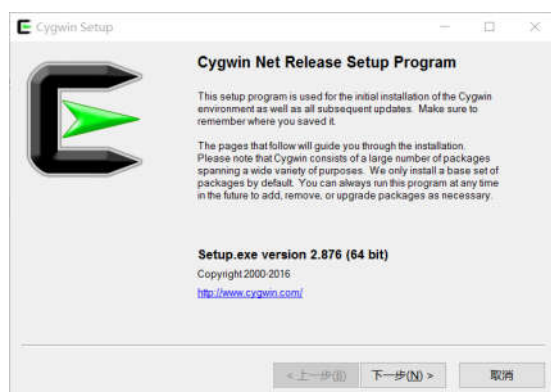 Cygwin Setup
Cygwin Net Release Setup Program
This setup program is used for the initial installation of the Cygwin
environment as well as all subsequent updates. Make sure to
remember where you saved it.
The pages that follow will guide you through the installation.
Please note that Cygwin consists of a large number of packages
spanning a wide variety of purposes. We only install a base set of
packages by default. You can always run this program at any time
in the future to add, remove, or upgrade packages as necessary.
Setup.exe version 2.876 (64 bit)
Copyright 2000-2016
http://www.cygwin.com/
< 上一步(B) 下一步(N) > 取消